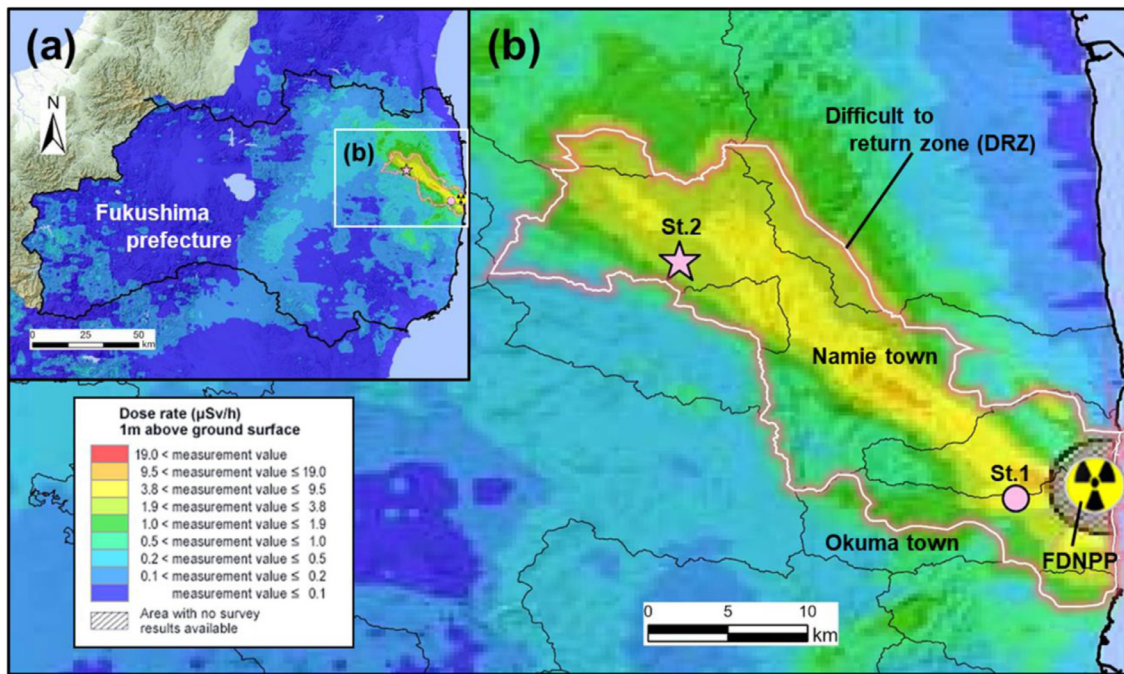 (a)
N
(b)
Fukushima
prefecture
0 25 50
km
(b)
Difficult to
return zone (DRZ)
St.2
Namie town
St.1
Okuma town
FDNPP
0 5 10
km
Dose rate (μSv/h)
1m above ground surface
19.0 < measurement value
9.5 < measurement value ≤ 19.0
3.8 < measurement value ≤ 9.5
1.9 < measurement value ≤ 3.8
1.0 < measurement value ≤ 1.9
0.5 < measurement value ≤ 1.0
0.2 < measurement value ≤ 0.5
0.1 < measurement value ≤ 0.2
measurement value ≤ 0.1
Area with no survey
results available